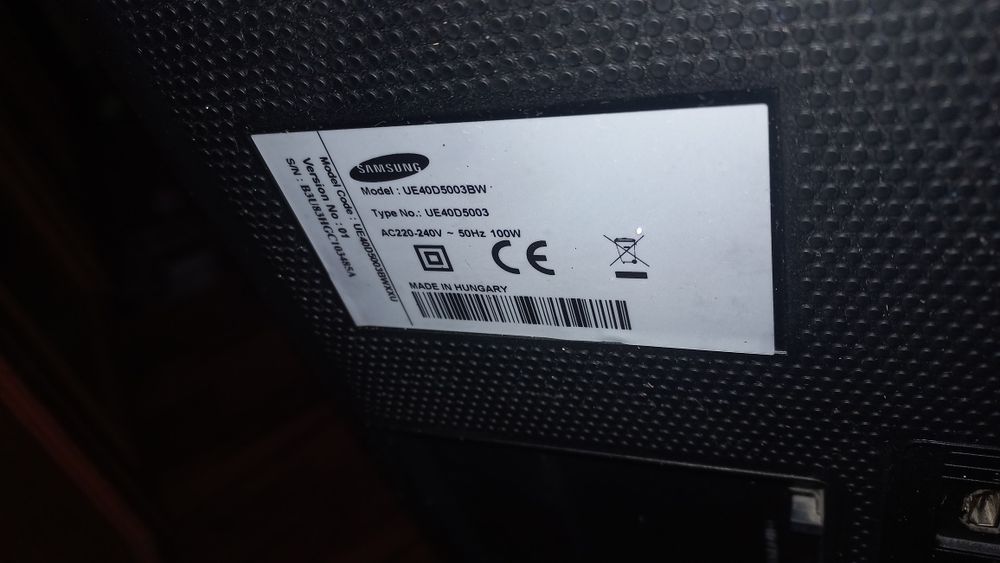 SAMSUNG
Model : UE40D5003BW
Type No.: UE40D5003
AC220-240V ~ 50Hz 100W
CE
MADE IN HUNGARY
Model Code : UE40D5003BWXXU
Version No : 01
S/N : B3U83HGC103485A